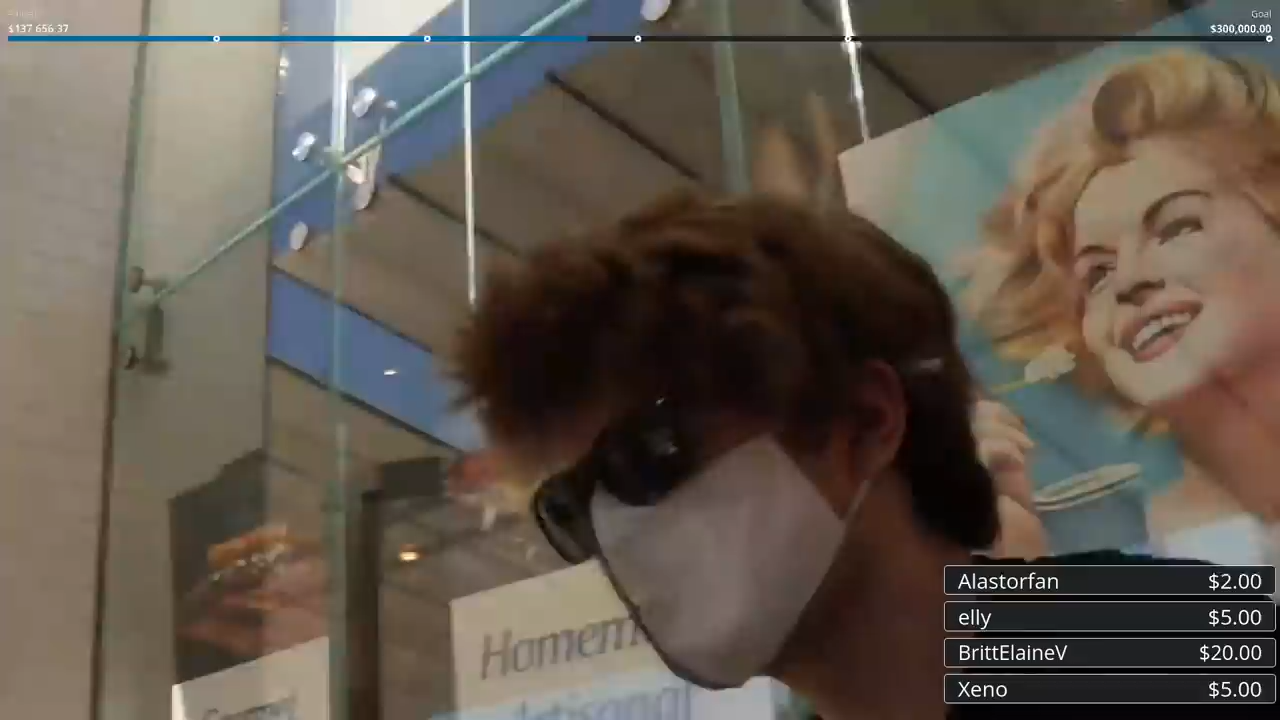 $137 656 37
Goal
$300,000.00
Alastorfan $2.00
elly $5.00
BrittElaineV $20.00
Xeno $5.00